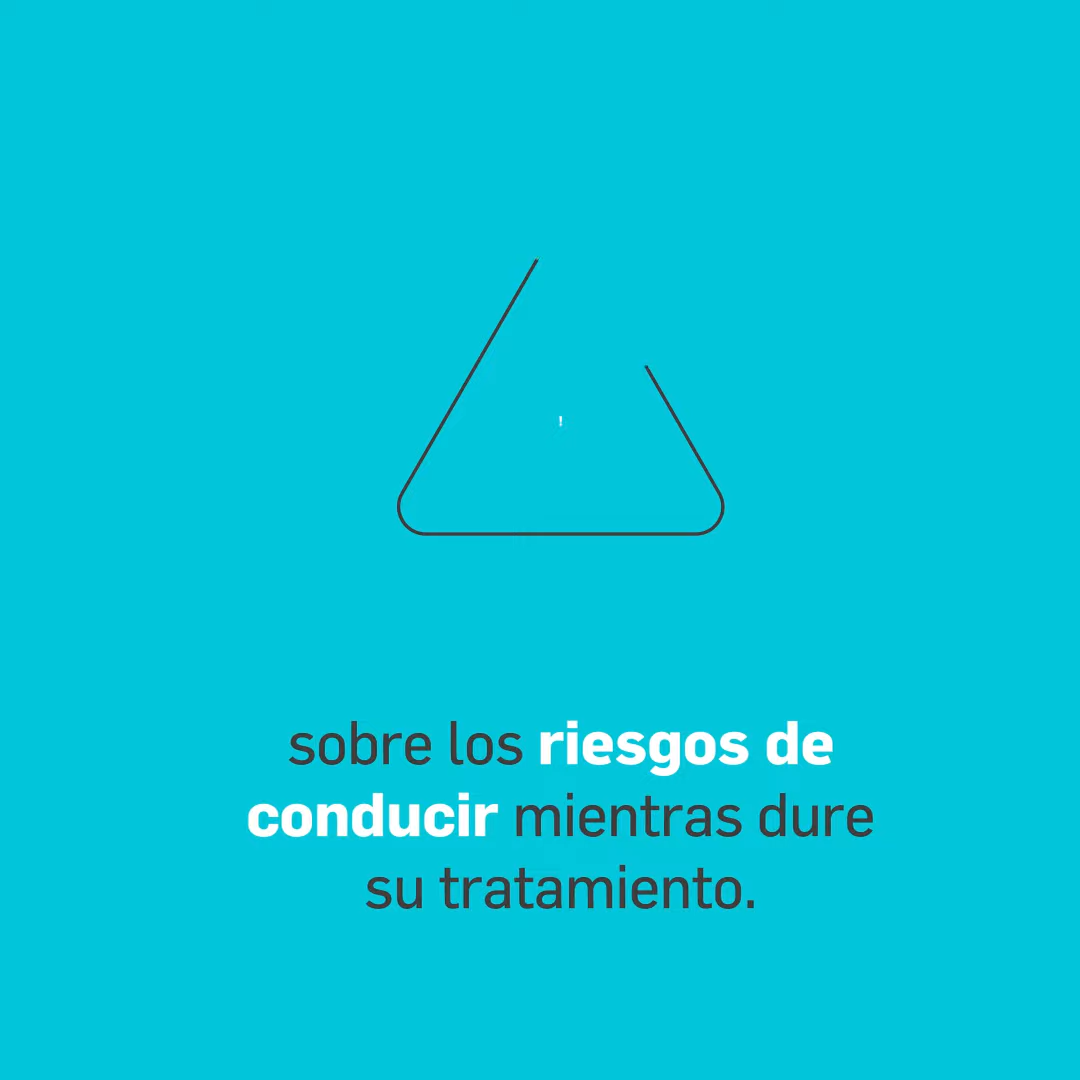 !
sobre los riesgos de
conducir mientras dure
su tratamiento.